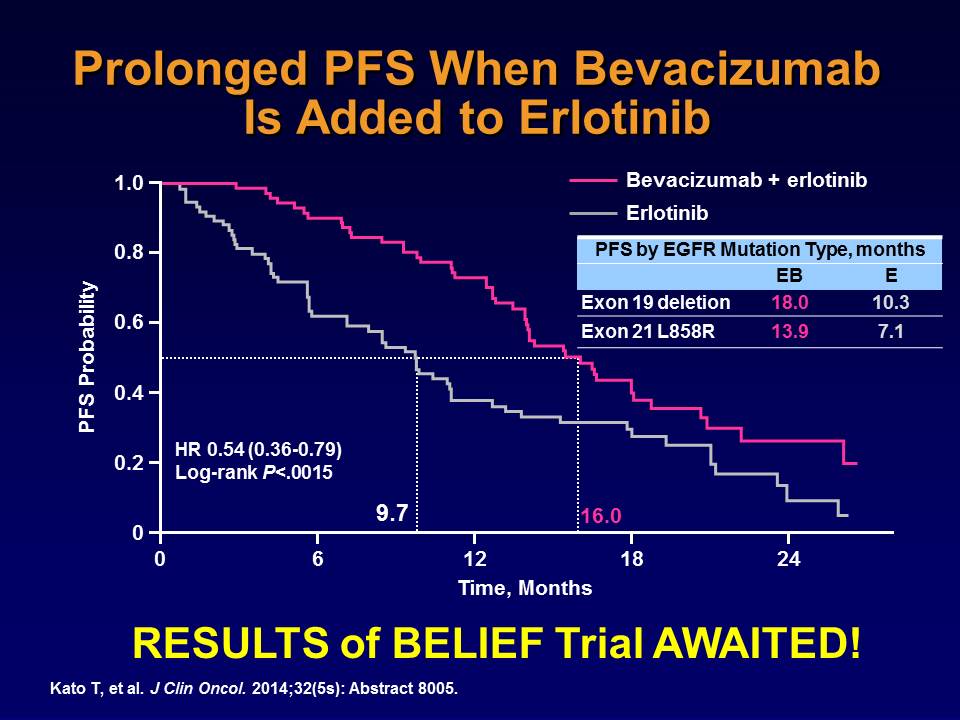 Prolonged PFS When Bevacizumab
Is Added to Erlotinib
Bevacizumab + erlotinib
Erlotinib
PFS by EGFR Mutation Type, months
EB E
Exon 19 deletion 18.0 10.3
Exon 21 L858R 13.9 7.1
PFS Probability
1.0
0.8
0.6
0.4
0.2
0
HR 0.54 (0.36-0.79)
Log-rank P<.0015
9.7
16.0
0 6 12 18 24
Time, Months
RESULTS of BELIEF Trial AWAITED!
Kato T, et al. J Clin Oncol. 2014;32(5s): Abstract 8005.